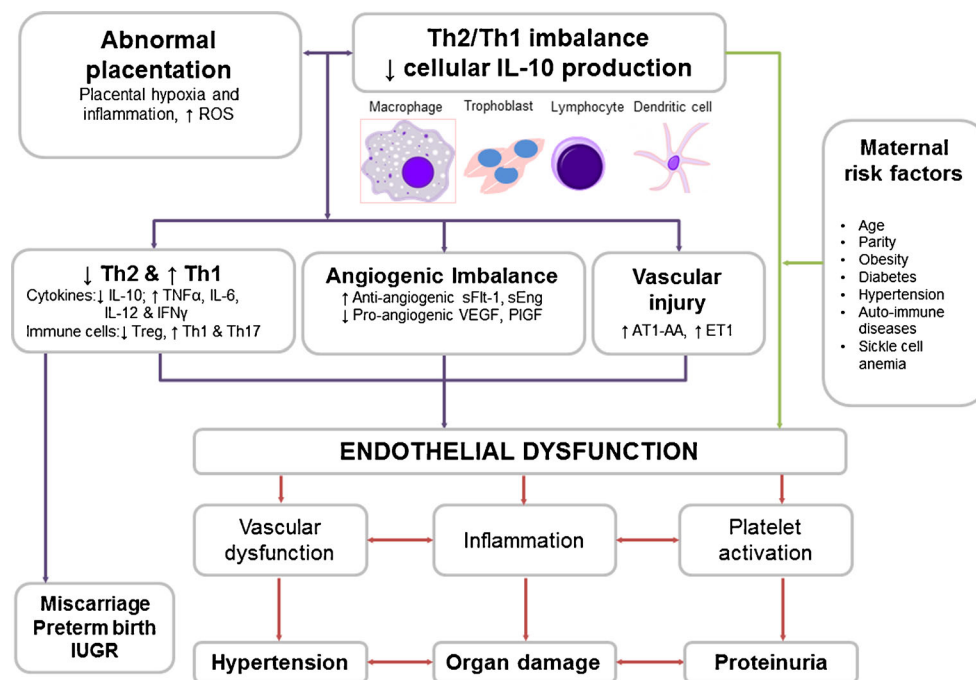 Abnormal
placentation
Placental hypoxia and
inflammation, ↑ ROS
Th2/Th1 imbalance
↓ cellular IL-10 production
Macrophage
Trophoblast
Lymphocyte
Dendritic cell
Maternal
risk factors
• Age
• Parity
• Obesity
• Diabetes
• Hypertension
• Auto-immune
diseases
• Sickle cell
anemia
↓ Th2 & ↑ Th1
Cytokines:↓ IL-10; ↑ TNFα, IL-6,
IL-12 & IFNγ
Immune cells:↓ Treg, ↑ Th1 & Th17
Angiogenic Imbalance
↑ Anti-angiogenic sFlt-1, sEng
↓ Pro-angiogenic VEGF, PlGF
Vascular
injury
↑ AT1-AA, ↑ ET1
ENDOTHELIAL DYSFUNCTION
Vascular
dysfunction
Inflammation
Platelet
activation
Miscarriage
Preterm birth
IUGR
Hypertension
Organ damage
Proteinuria